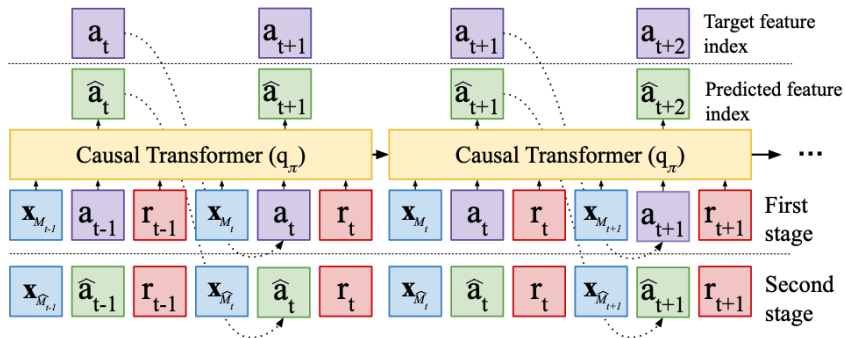 a_t a_{t+1} a_{t+1} a_{t+2} Target feature
index
â_t â_{t+1} â_{t+1} â_{t+2} Predicted feature
index
Causal Transformer (q_π) Causal Transformer (q_π) ...
x_{M_{t-1}} a_{t-1} r_{t-1} x_{M_t} a_t r_t x_{M_t} a_t r_t x_{M_{t+1}} a_{t+1} r_{t+1} First
stage
x_{M̂_{t-1}} â_{t-1} r_{t-1} x_{M̂_t} â_t r_t x_{M̂_t} â_t r_t x_{M̂_{t+1}} â_{t+1} r_{t+1} Second
stage